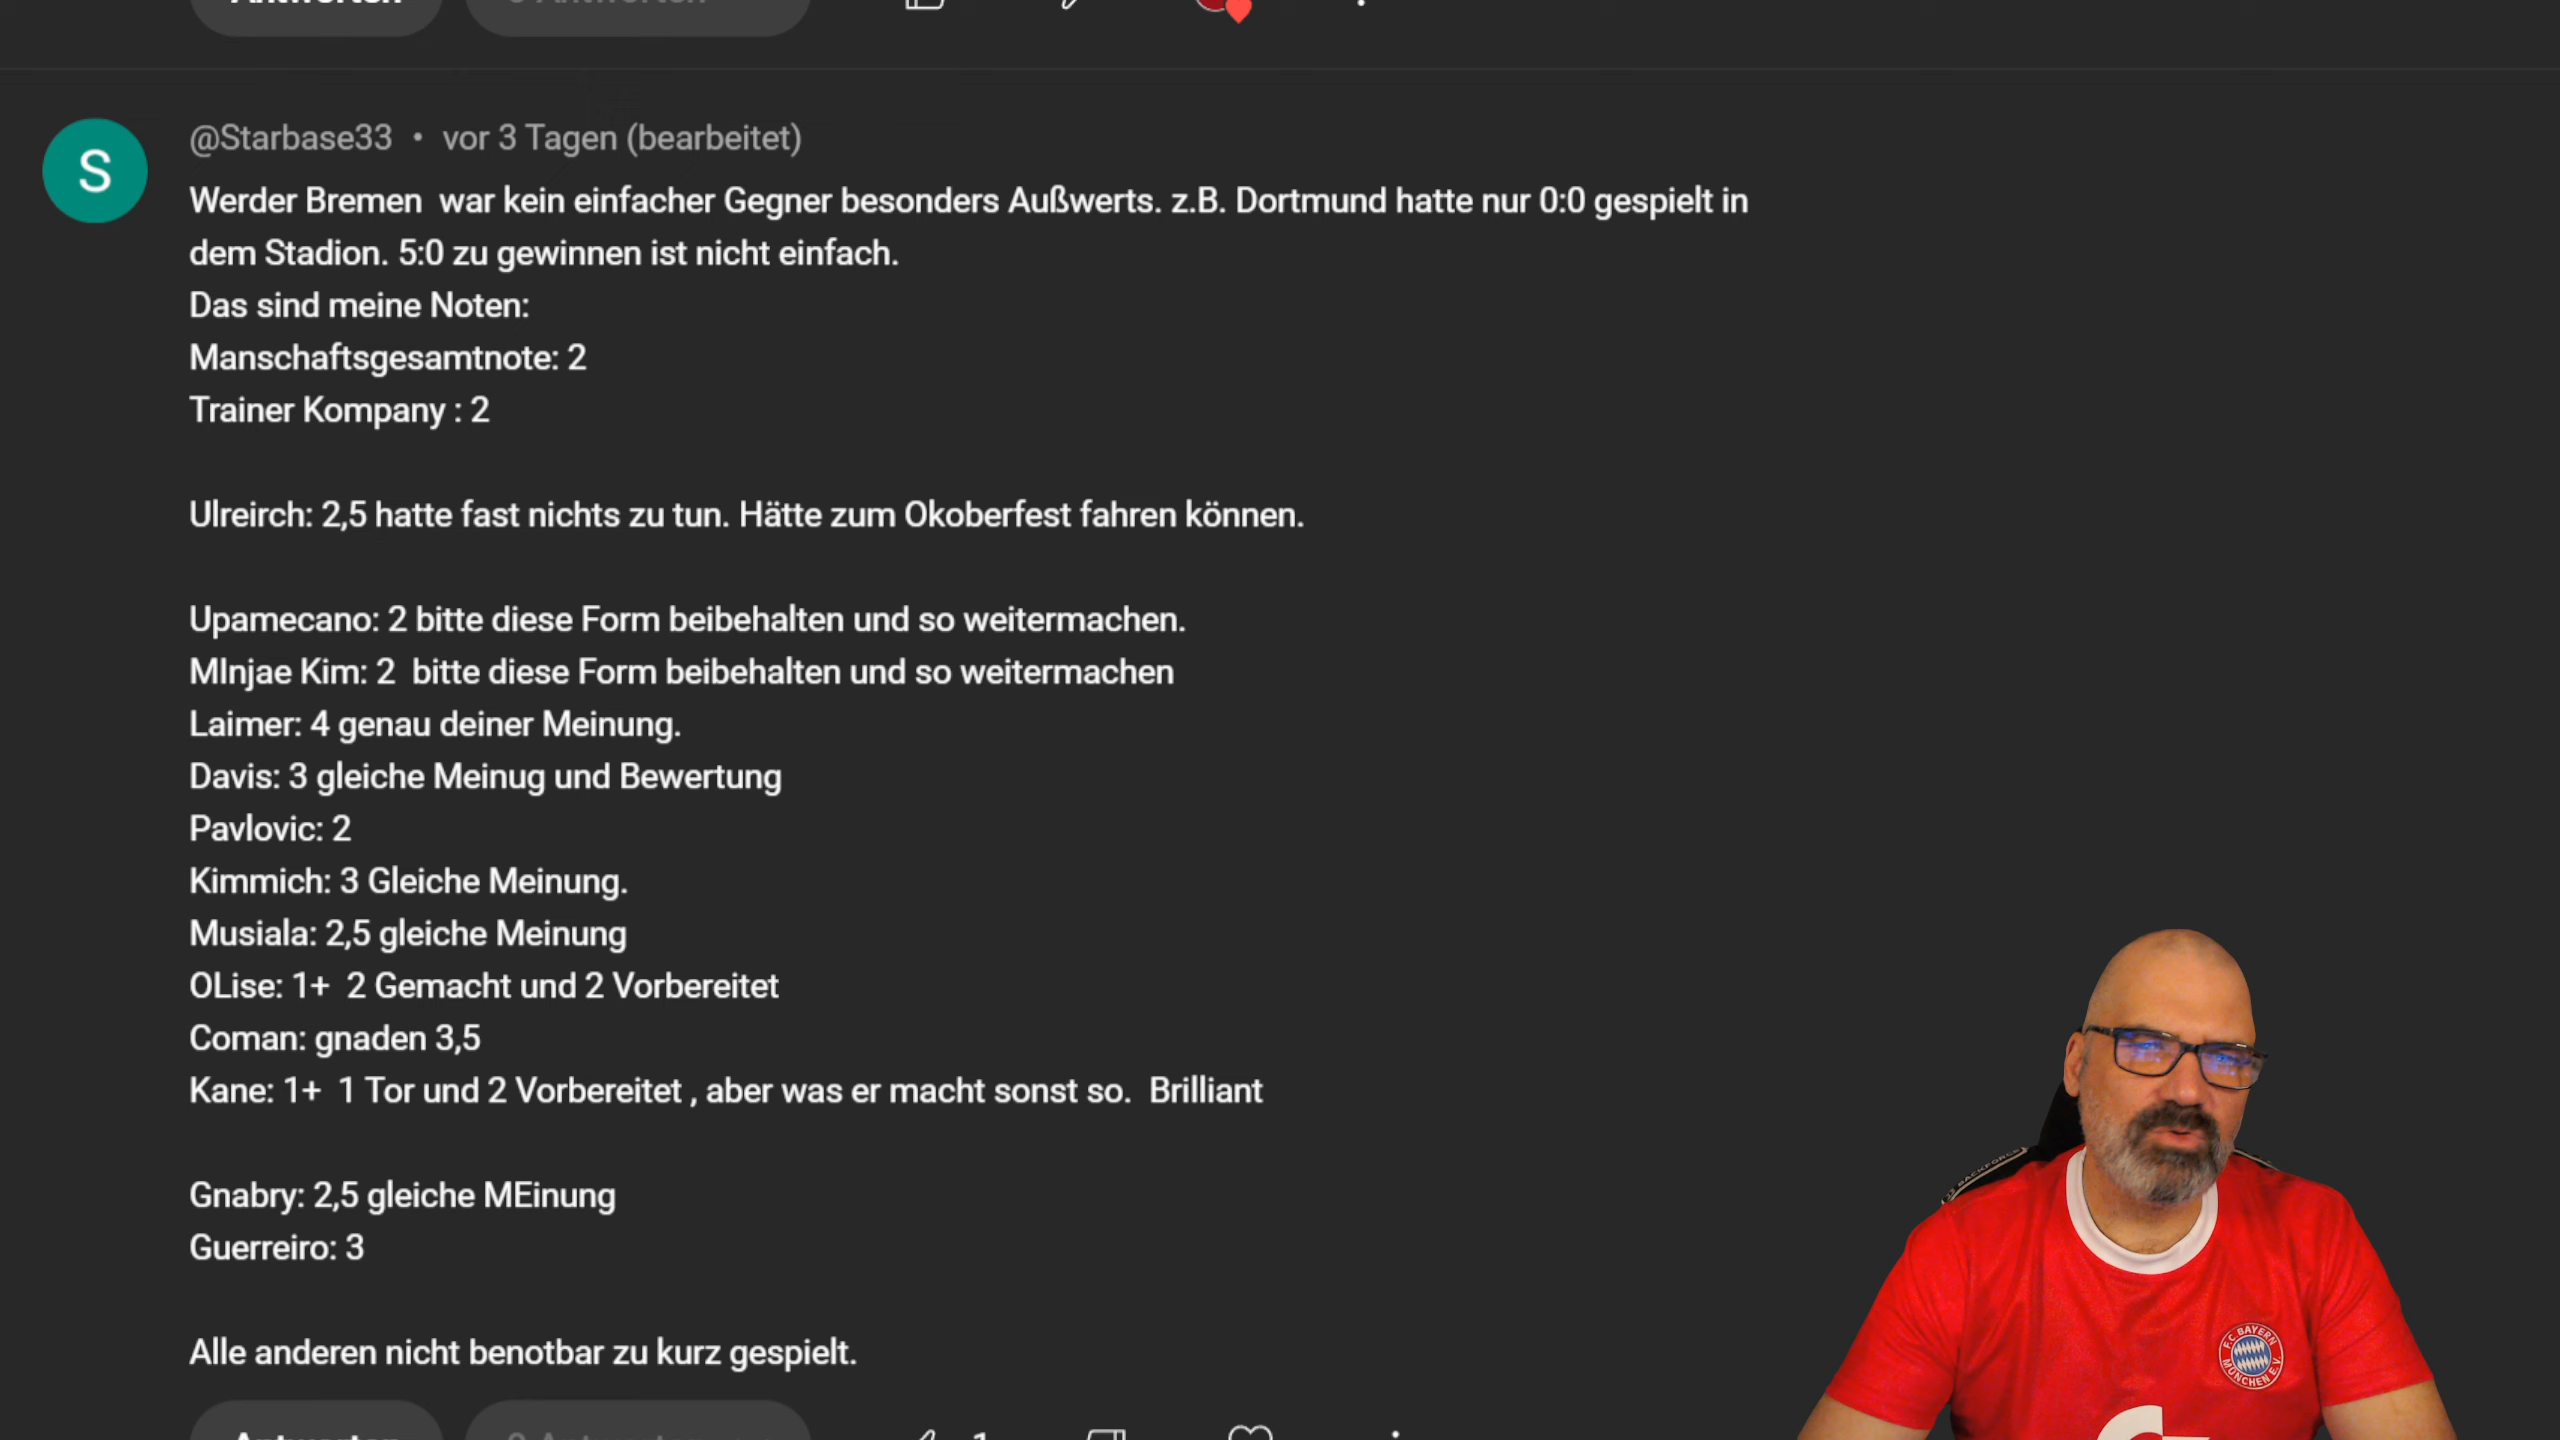 Antworten
@Starbase33 • vor 3 Tagen (bearbeitet)
S
Werder Bremen  war kein einfacher Gegner besonders Außwerts. z.B. Dortmund hatte nur 0:0 gespielt in
dem Stadion. 5:0 zu gewinnen ist nicht einfach.
Das sind meine Noten:
Manschaftsgesamtnote: 2
Trainer Kompany : 2
Ulreirch: 2,5 hatte fast nichts zu tun. Hätte zum Okoberfest fahren können.
Upamecano: 2 bitte diese Form beibehalten und so weitermachen.
MInjae Kim: 2  bitte diese Form beibehalten und so weitermachen
Laimer: 4 genau deiner Meinung.
Davis: 3 gleiche Meinug und Bewertung
Pavlovic: 2
Kimmich: 3 Gleiche Meinung.
Musiala: 2,5 gleiche Meinung
OLise: 1+  2 Gemacht und 2 Vorbereitet
Coman: gnaden 3,5
Kane: 1+  1 Tor und 2 Vorbereitet , aber was er macht sonst so.  Brilliant
Gnabry: 2,5 gleiche MEinung
Guerreiro: 3
Alle anderen nicht benotbar zu kurz gespielt.
Antworten
1
F.C. BAYERN
MÜNCHEN E.V.